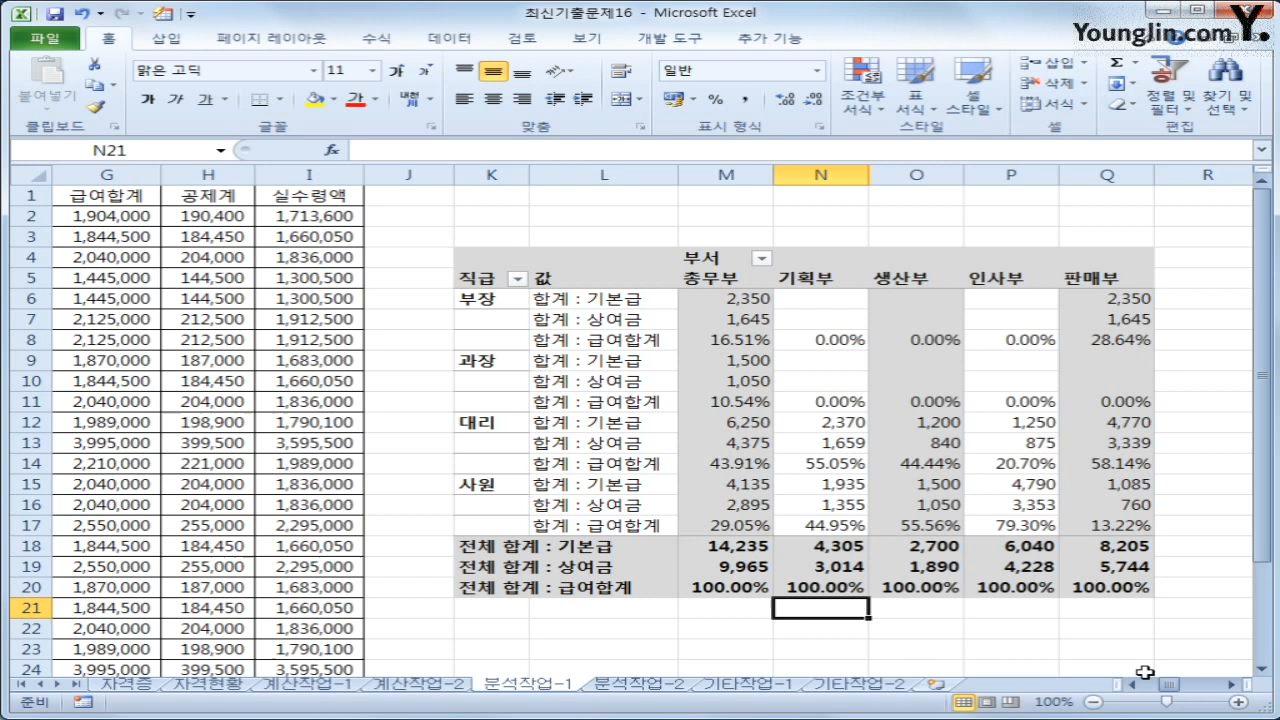 최신기출문제16 - Microsoft Excel
YoungJin.com Y.
파일 홈 삽입 페이지 레이아웃 수식 데이터 검토 보기 개발 도구 추가 기능
붙여넣기 맑은 고딕 11 가 가 일반 조건부 서식 표 서식 셀 스타일 삽입 삭제 서식 Σ 정렬 및 필터 찾기 및 선택
가 가 가 가 %
클립보드 글꼴 맞춤 표시 형식 스타일 셀 편집
N21 fx
G H I J K L M N O P Q R
1 급여합계 공제계 실수령액
2 1,904,000 190,400 1,713,600
3 1,844,500 184,450 1,660,050
4 2,040,000 204,000 1,836,000 부서
5 1,445,000 144,500 1,300,500 직급 값 총무부 기획부 생산부 인사부 판매부
6 1,445,000 144,500 1,300,500 부장 합계 : 기본급 2,350 2,350
7 2,125,000 212,500 1,912,500 합계 : 상여금 1,645 1,645
8 2,125,000 212,500 1,912,500 합계 : 급여합계 16.51% 0.00% 0.00% 0.00% 28.64%
9 1,870,000 187,000 1,683,000 과장 합계 : 기본급 1,500
10 1,844,500 184,450 1,660,050 합계 : 상여금 1,050
11 2,040,000 204,000 1,836,000 합계 : 급여합계 10.54% 0.00% 0.00% 0.00% 0.00%
12 1,989,000 198,900 1,790,100 대리 합계 : 기본급 6,250 2,370 1,200 1,250 4,770
13 3,995,000 399,500 3,595,500 합계 : 상여금 4,375 1,659 840 875 3,339
14 2,210,000 221,000 1,989,000 합계 : 급여합계 43.91% 55.05% 44.44% 20.70% 58.14%
15 2,040,000 204,000 1,836,000 사원 합계 : 기본급 4,135 1,935 1,500 4,790 1,085
16 2,040,000 204,000 1,836,000 합계 : 상여금 2,895 1,355 1,050 3,353 760
17 2,550,000 255,000 2,295,000 합계 : 급여합계 29.05% 44.95% 55.56% 79.30% 13.22%
18 1,844,500 184,450 1,660,050 전체 합계 : 기본급 14,235 4,305 2,700 6,040 8,205
19 2,550,000 255,000 2,295,000 전체 합계 : 상여금 9,965 3,014 1,890 4,228 5,744
20 1,870,000 187,000 1,683,000 전체 합계 : 급여합계 100.00% 100.00% 100.00% 100.00% 100.00%
21 1,844,500 184,450 1,660,050
22 2,040,000 204,000 1,836,000
23 1,989,000 198,900 1,790,100
24 3,995,000 399,500 3,595,500
자격증 자격현황 계산작업-1 계산작업-2 분석작업-1 분석작업-2 기타작업-1 기타작업-2
준비 100%